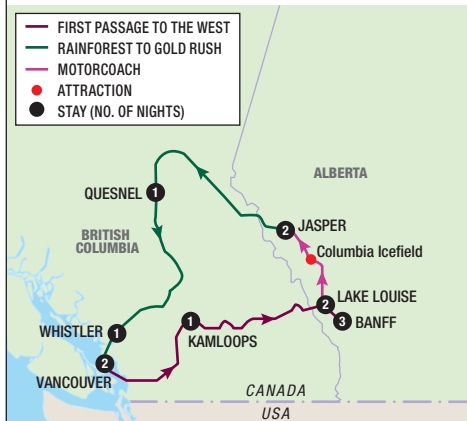 FIRST PASSAGE TO THE WEST
RAINFOREST TO GOLD RUSH
MOTORCOACH
ATTRACTION
STAY (NO. OF NIGHTS)
ALBERTA
QUESNEL 1
BRITISH
COLUMBIA
2 JASPER
Columbia Icefield
2 LAKE LOUISE
3 BANFF
WHISTLER 1
1
KAMLOOPS
2
VANCOUVER
CANADA
USA